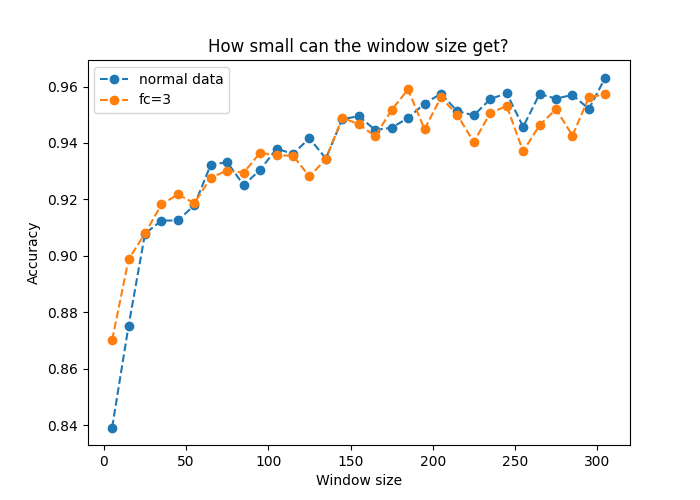 How small can the window size get?
normal data
fc=3
0.96
0.94
0.92
0.90
0.88
0.86
0.84
Accuracy
0 50 100 150 200 250 300
Window size